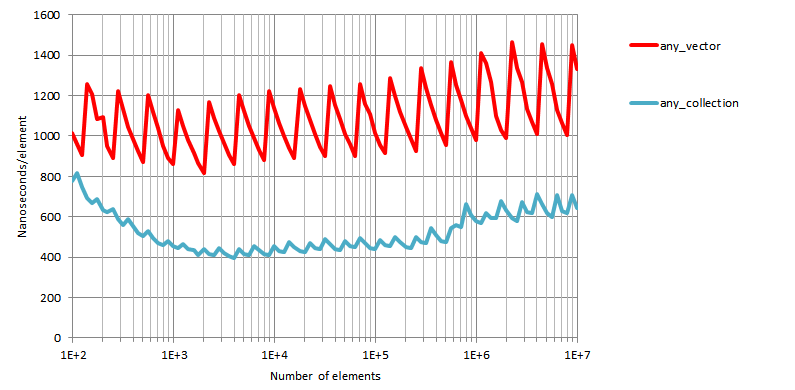 1600
1400
1200
1000
800
600
400
200
0
Nanoseconds/element
1E+2 1E+3 1E+4 1E+5 1E+6 1E+7
Number of elements
any_vector
any_collection